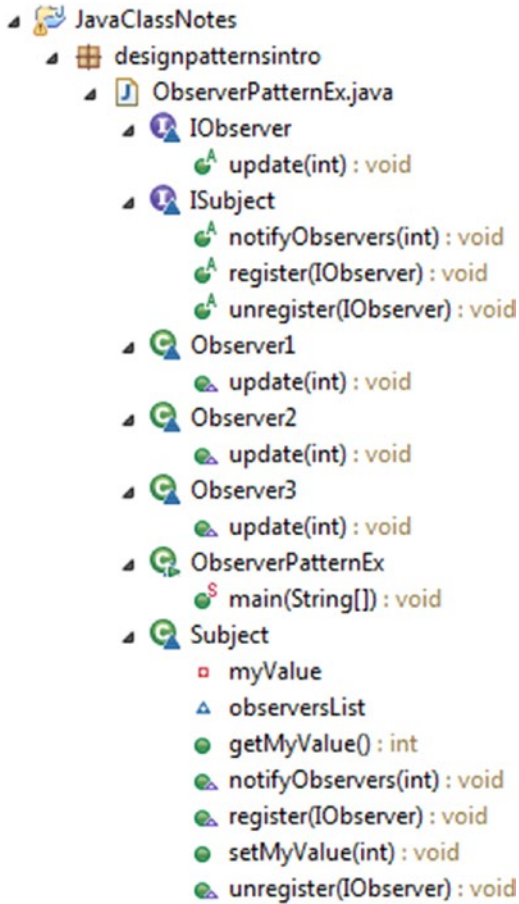 JavaClassNotes
designpatternsintro
ObserverPatternEx.java
IObserver
update(int) : void
ISubject
notifyObservers(int) : void
register(IObserver) : void
unregister(IObserver) : void
Observer1
update(int) : void
Observer2
update(int) : void
Observer3
update(int) : void
ObserverPatternEx
main(String[]) : void
Subject
myValue
observersList
getMyValue() : int
notifyObservers(int) : void
register(IObserver) : void
setMyValue(int) : void
unregister(IObserver) : void